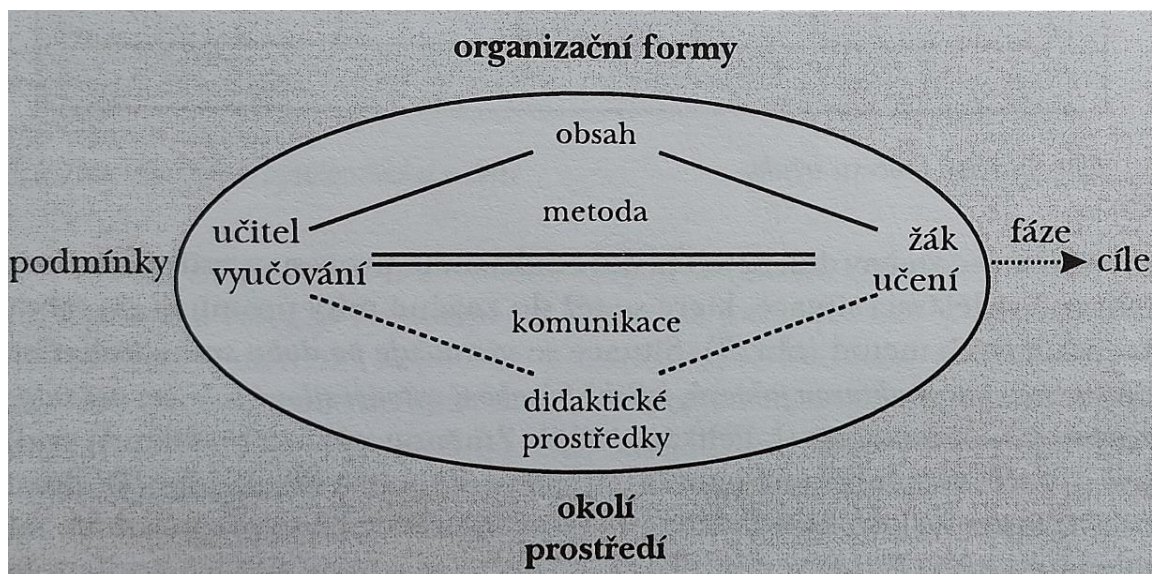 organizační formy
obsah
metoda
učitel
vyučování
žák
učení
podmínky
fáze
cíle
komunikace
didaktické
prostředky
okolí
prostředí